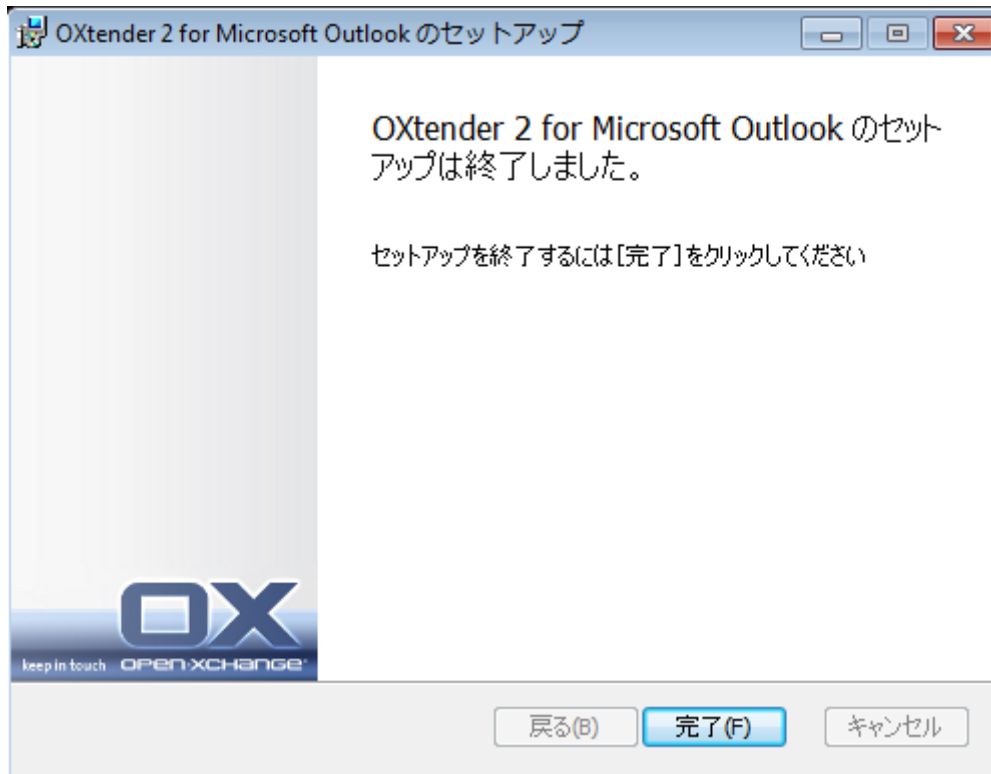 OXtender 2 for Microsoft Outlook のセットアップ
OXtender 2 for Microsoft Outlook のセット
アップは終了しました。
セットアップを終了するには[完了]をクリックしてください
OX
keep in touch OPEN-XCHANGE
戻る(B) 完了(F) キャンセル